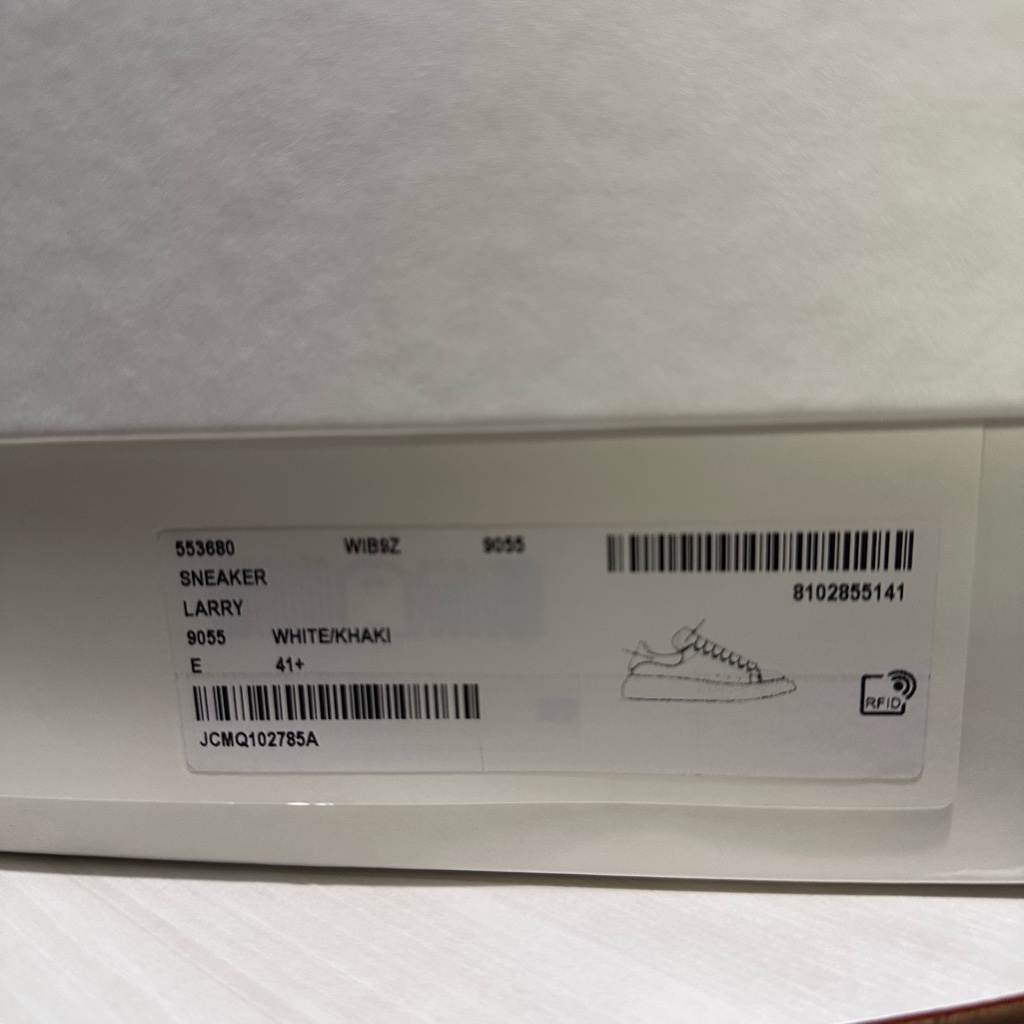 553680 WIB9Z 9055
SNEAKER
LARRY
9055 WHITE/KHAKI
E 41+
JCMQ102785A
8102855141
RFID